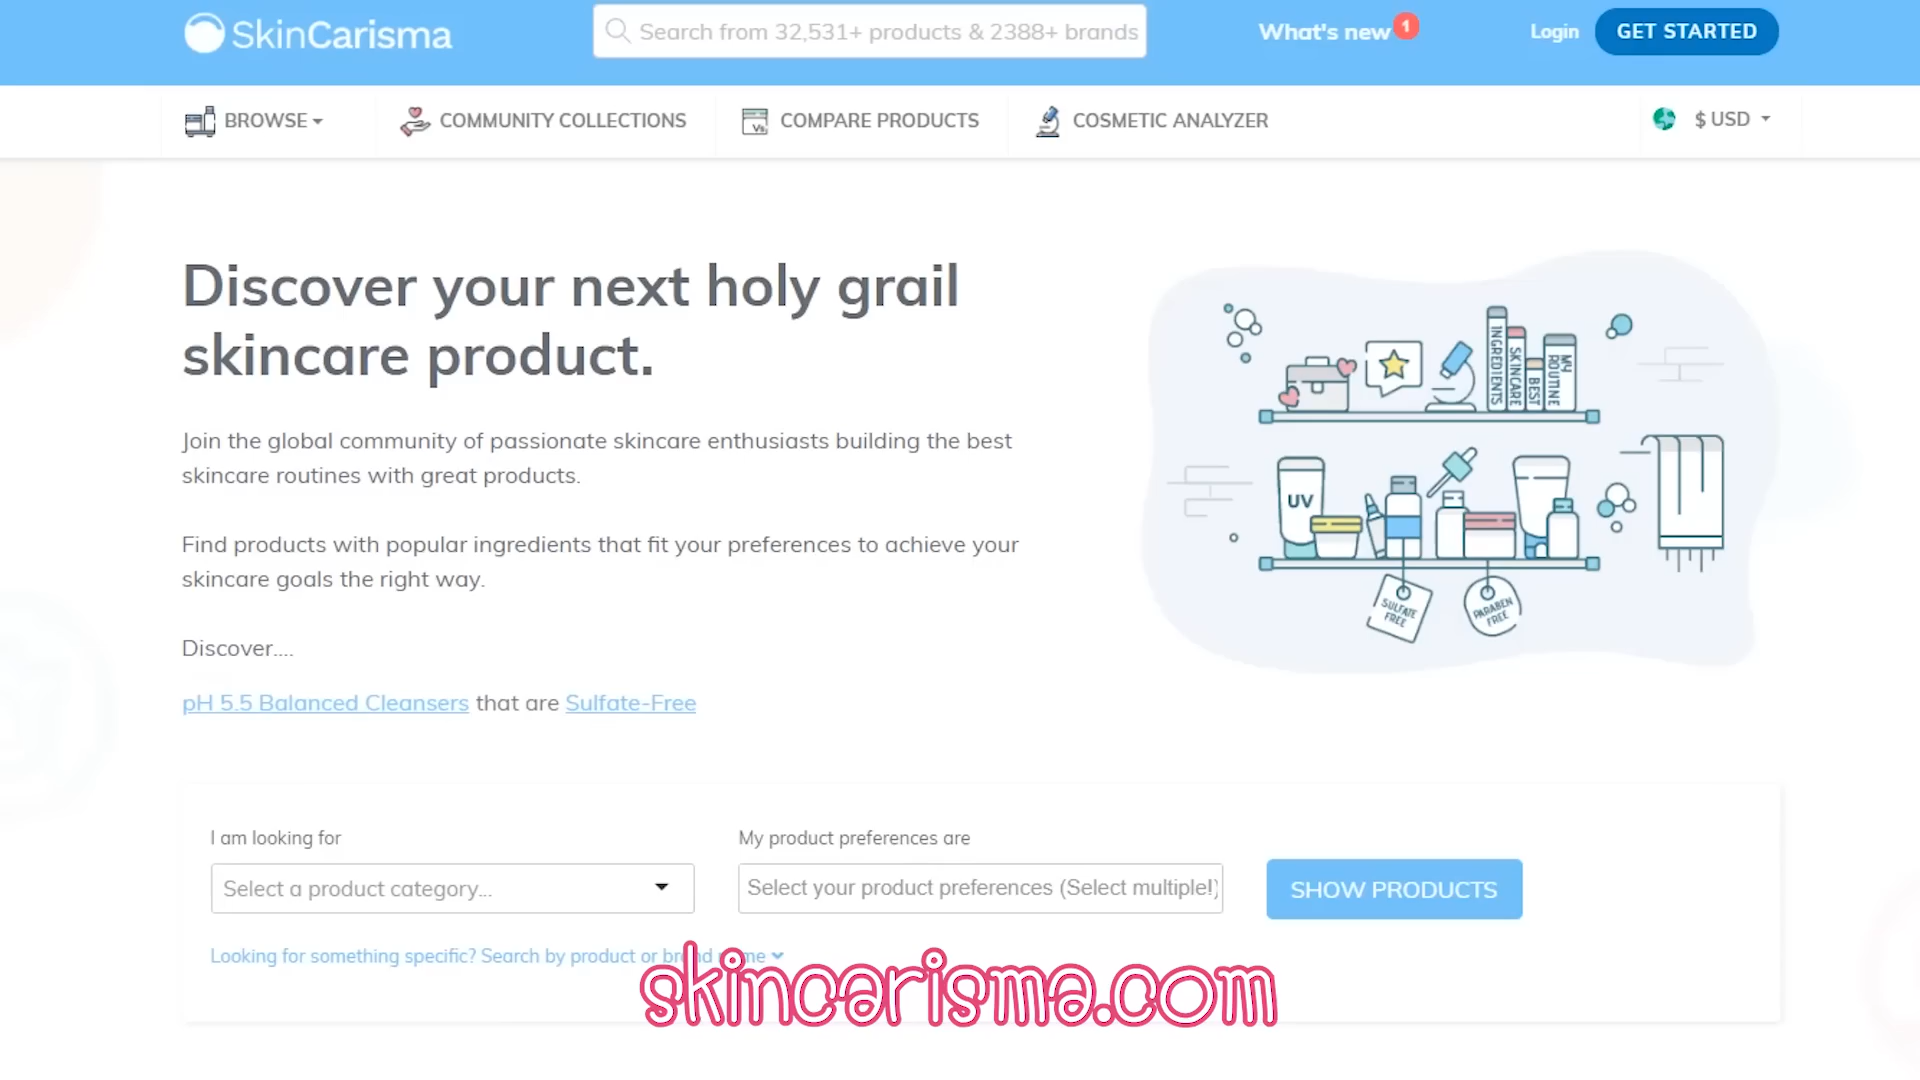 SkinCarisma
Search from 32,531+ products & 2388+ brands
What's new 1
Login
GET STARTED
BROWSE
COMMUNITY COLLECTIONS
VS
COMPARE PRODUCTS
COSMETIC ANALYZER
$ USD
Discover your next holy grail
skincare product.
Join the global community of passionate skincare enthusiasts building the best
skincare routines with great products.
Find products with popular ingredients that fit your preferences to achieve your
skincare goals the right way.
Discover....
pH 5.5 Balanced Cleansers that are Sulfate-Free
INGREDIENTS
SKINCARE
BEST
MY ROUTINE
UV
SULFATE
FREE
PARABEN
FREE
I am looking for
Select a product category...
My product preferences are
Select your product preferences (Select multiple!)
SHOW PRODUCTS
Looking for something specific? Search by product or
skincarisma.com